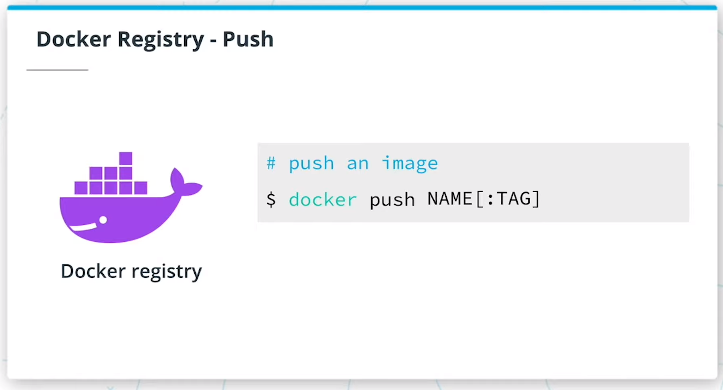 Docker Registry - Push
# push an image
$ docker push NAME[:TAG]
Docker registry